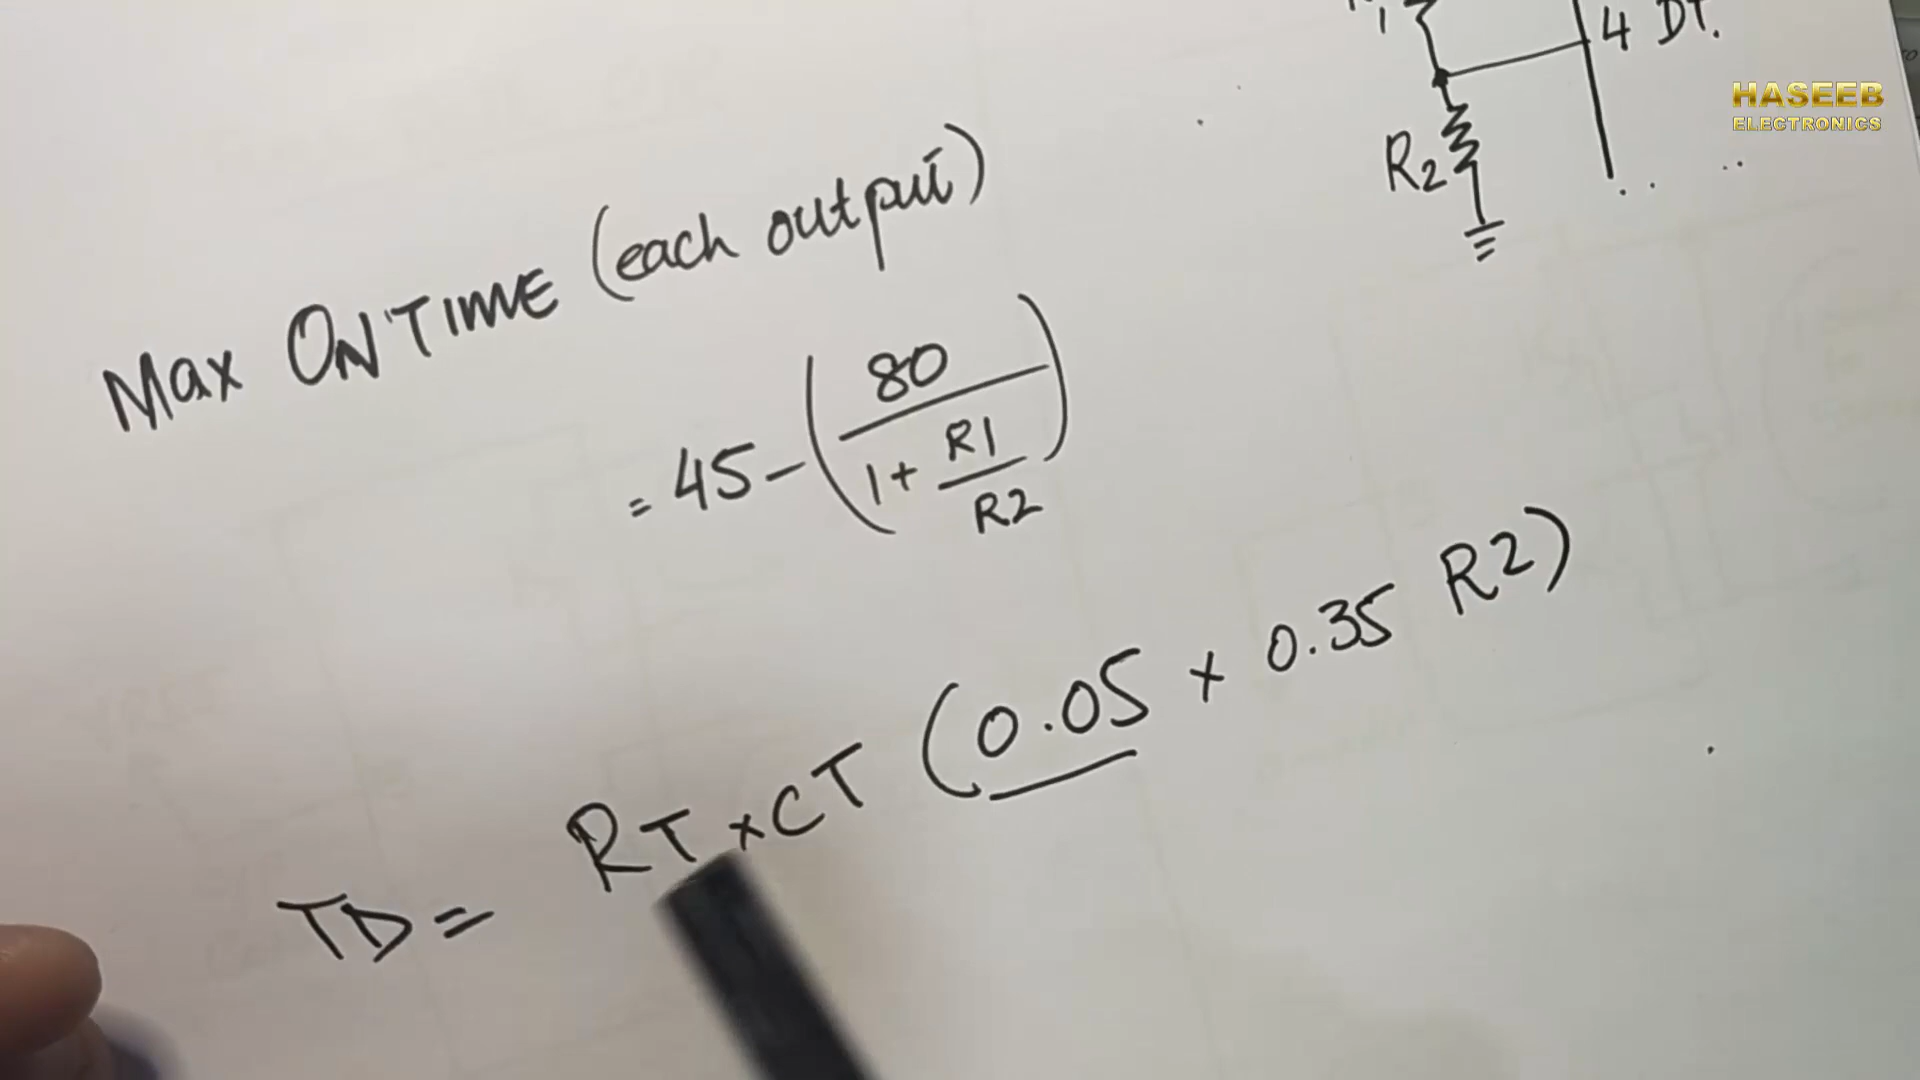 4 DT.
HASEEB
ELECTRONICS
R2
Max ON TIME (each output)
= 45 - (80 / (1 + R1 / R2))
TD = RT × CT (0.05 × 0.35 R2)